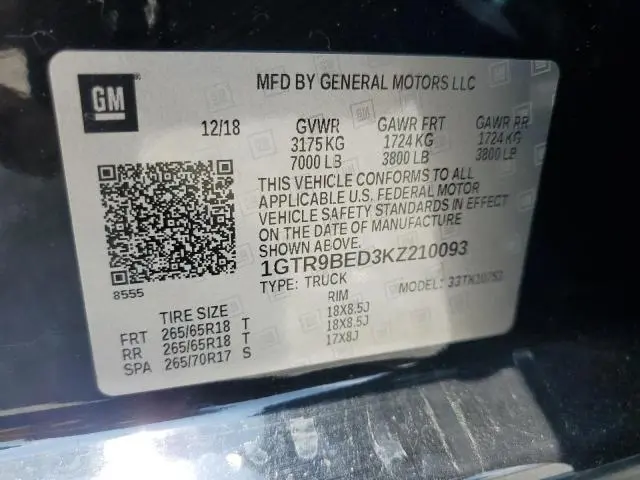 GM
MFD BY GENERAL MOTORS LLC
12/18 GVWR GAWR FRT GAWR RR
3175 KG 1724 KG 1724 KG
7000 LB 3800 LB 3800 LB
THIS VEHICLE CONFORMS TO ALL
APPLICABLE U.S. FEDERAL MOTOR
VEHICLE SAFETY STANDARDS IN EFFECT
ON THE DATE OF MANUFACTURE
SHOWN.
1GTR9BED3KZ210093
TYPE: TRUCK MODEL:
8555
TIRE SIZE RIM
FRT 265/65R18 T 18X8.5J
RR 265/65R18 T 18X8.5J
SPA 265/70R17 S 17X8J